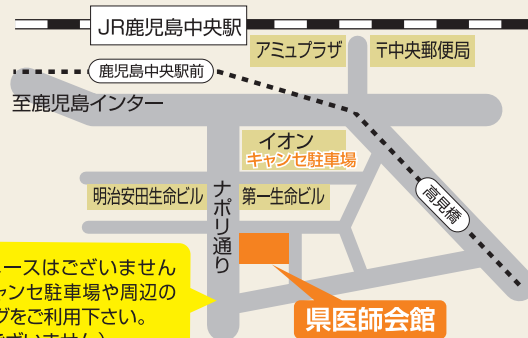 JR鹿児島中央駅
アミュプラザ
〒中央郵便局
鹿児島中央駅前
至鹿児島インター
イオン
キャンセ駐車場
明治安田生命ビル
ナポリ通り
第一生命ビル
高見橋
ースはございません
ャンセ駐車場や周辺の
グをご利用下さい。
ざいません)
県医師会館